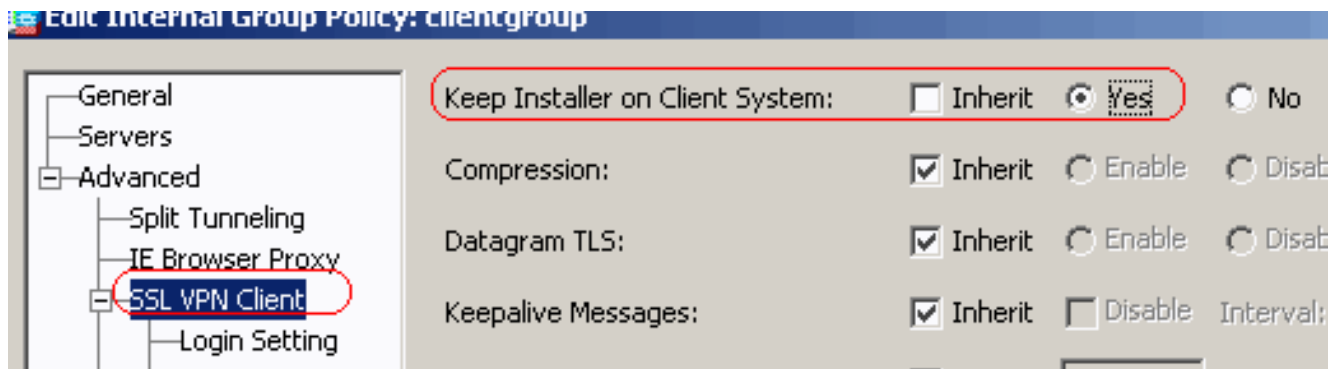 Edit Internal Group Policy: clientgroup
General
Servers
Advanced
Split Tunneling
IE Browser Proxy
SSL VPN Client
Login Setting
Keep Installer on Client System: Inherit Yes No
Compression: Inherit Enable Disab
Datagram TLS: Inherit Enable Disab
Keepalive Messages: Inherit Disable Interval: